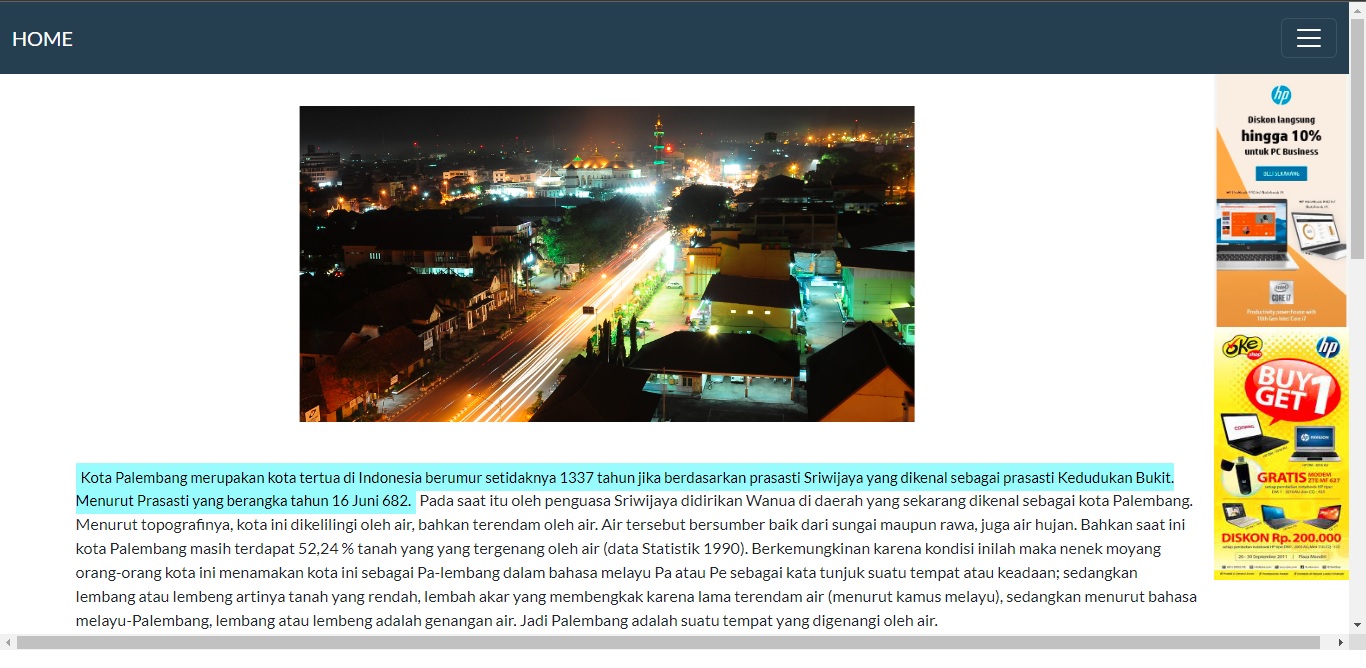 HOME
hp
Diskon langsung
hingga 10%
untuk PC Business
BELI SEKARANG
intel
CORE i7
Productivity powerhouse with
10th Gen Intel Core i7
oke
shop
hp
BUY 1
GET
COMPAQ
GRATIS MODEM
ZTE MF 627
DISKON Rp. 200.000
Kota Palembang merupakan kota tertua di Indonesia berumur setidaknya 1337 tahun jika berdasarkan prasasti Sriwijaya yang dikenal sebagai prasasti Kedudukan Bukit.
Menurut Prasasti yang berangka tahun 16 Juni 682. Pada saat itu oleh penguasa Sriwijaya didirikan Wanua di daerah yang sekarang dikenal sebagai kota Palembang.
Menurut topografinya, kota ini dikelilingi oleh air, bahkan terendam oleh air. Air tersebut bersumber baik dari sungai maupun rawa, juga air hujan. Bahkan saat ini
kota Palembang masih terdapat 52,24 % tanah yang yang tergenang oleh air (data Statistik 1990). Berkemungkinan karena kondisi inilah maka nenek moyang
orang-orang kota ini menamakan kota ini sebagai Pa-lembang dalam bahasa melayu Pa atau Pe sebagai kata tunjuk suatu tempat atau keadaan; sedangkan
lembang atau lembeng artinya tanah yang rendah, lembah akar yang membengkak karena lama terendam air (menurut kamus melayu), sedangkan menurut bahasa
melayu-Palembang, lembang atau lembeng adalah genangan air. Jadi Palembang adalah suatu tempat yang digenangi oleh air.